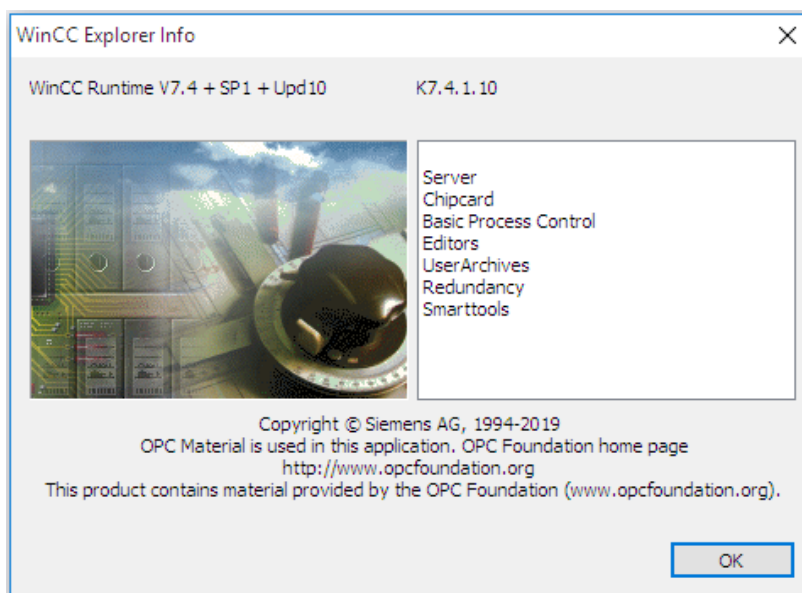 WinCC Explorer Info
WinCC Runtime V7.4 + SP1 + Upd10 K7.4.1.10
Server
Chipcard
Basic Process Control
Editors
UserArchives
Redundancy
Smarttools
Copyright © Siemens AG, 1994-2019
OPC Material is used in this application. OPC Foundation home page
http://www.opcfoundation.org
This product contains material provided by the OPC Foundation (www.opcfoundation.org).
OK